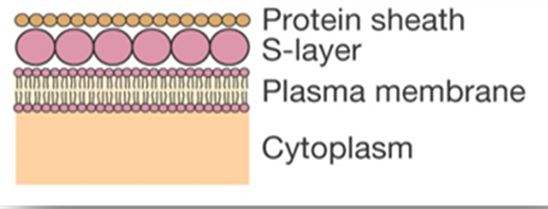 Protein sheath
S-layer
Plasma membrane
Cytoplasm